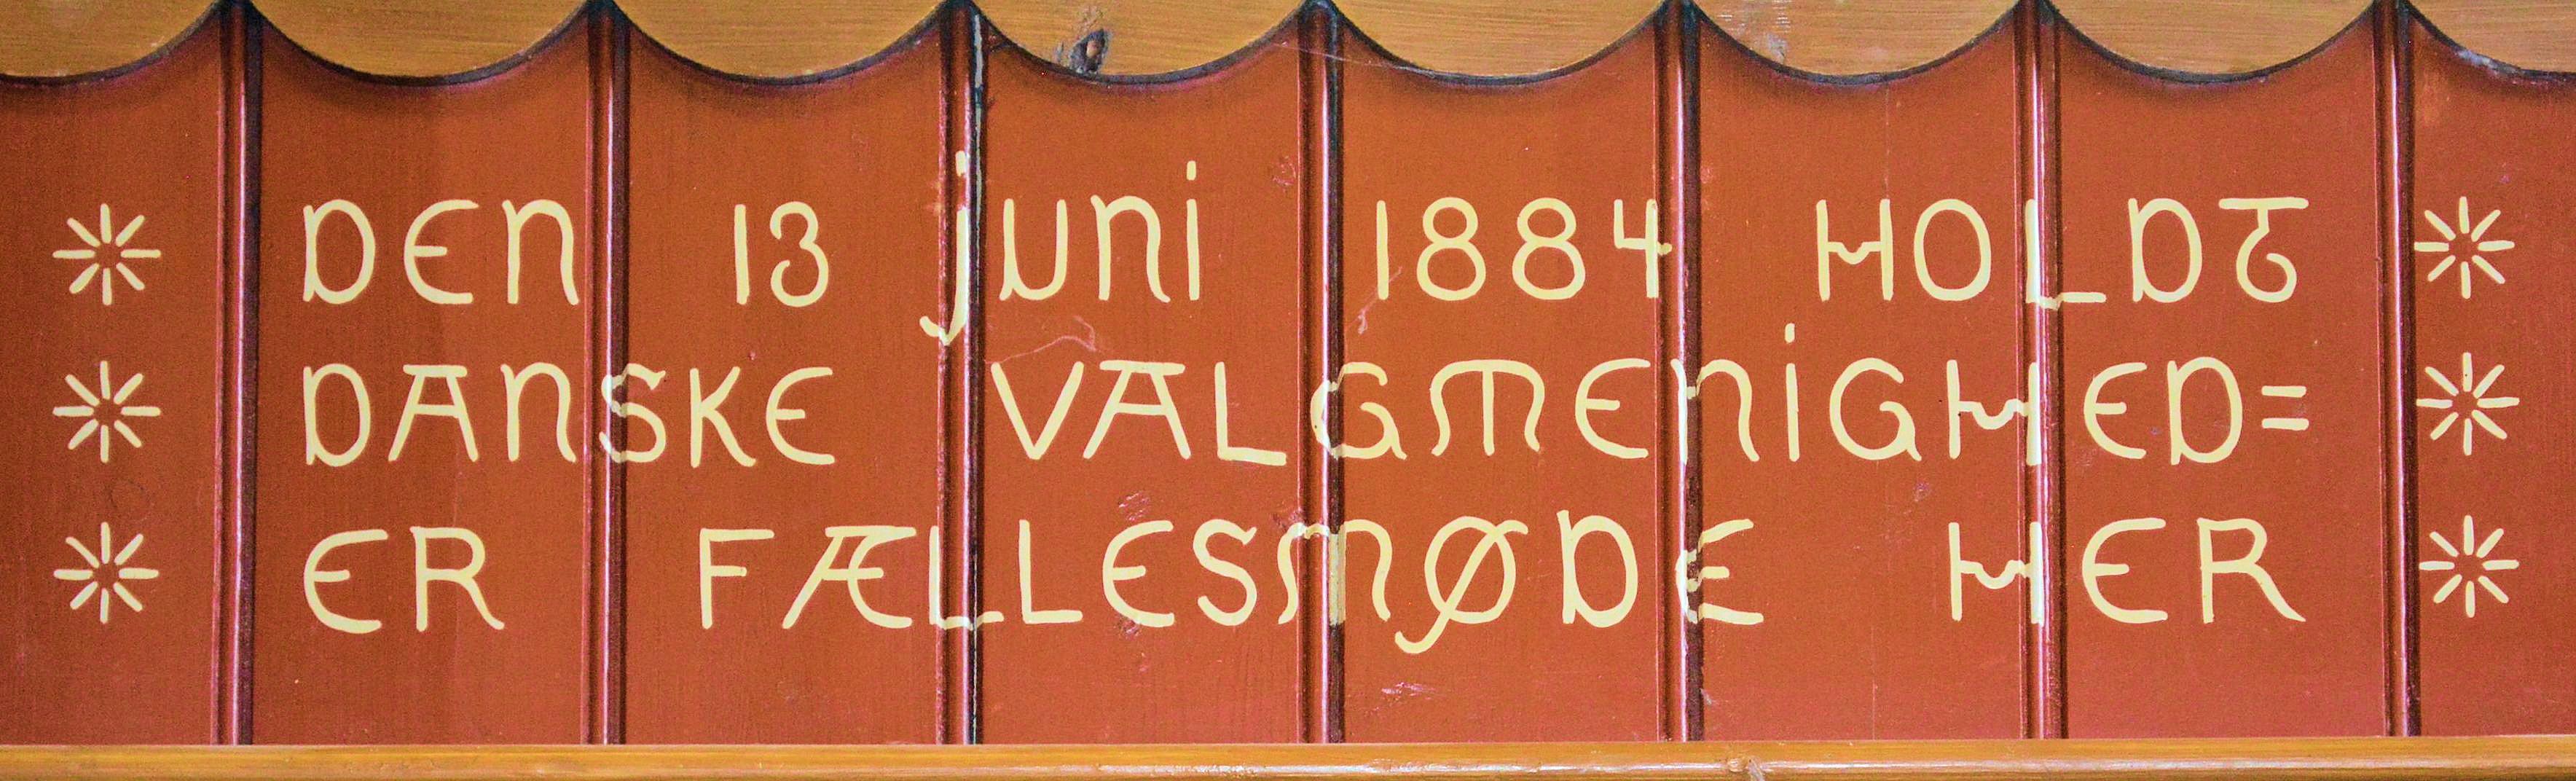 DEN 13 juni 1884 HOLDT
DANSKE VALGMENIGHED=
ER FÆLLESMØDE HER